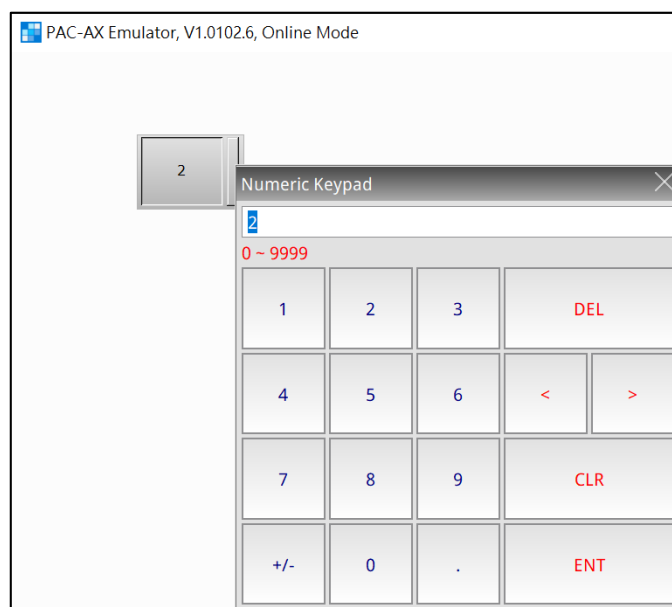 PAC-AX Emulator, V1.0102.6, Online Mode
2
Numeric Keypad
2
0 ~ 9999
1 2 3 DEL
4 5 6 < >
7 8 9 CLR
+/- 0 . ENT